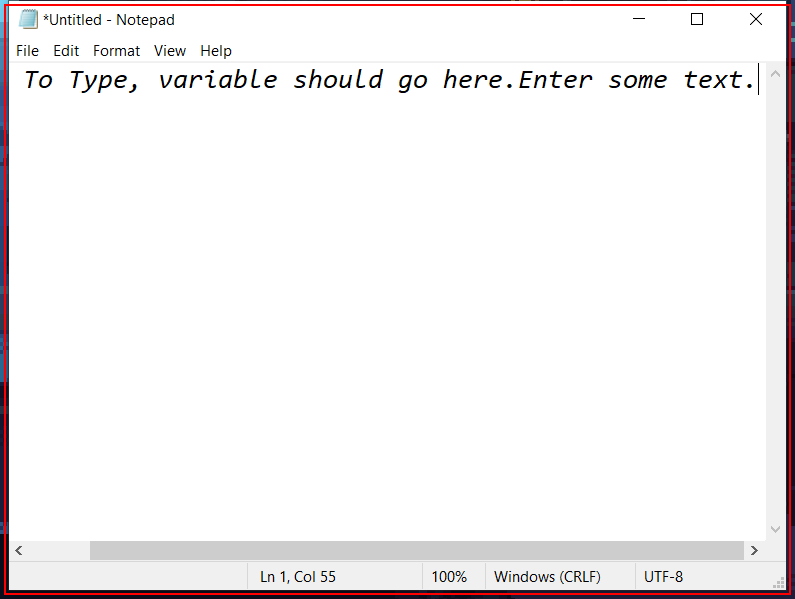 *Untitled - Notepad
File Edit Format View Help
To Type, variable should go here.Enter some text.
Ln 1, Col 55 100% Windows (CRLF) UTF-8